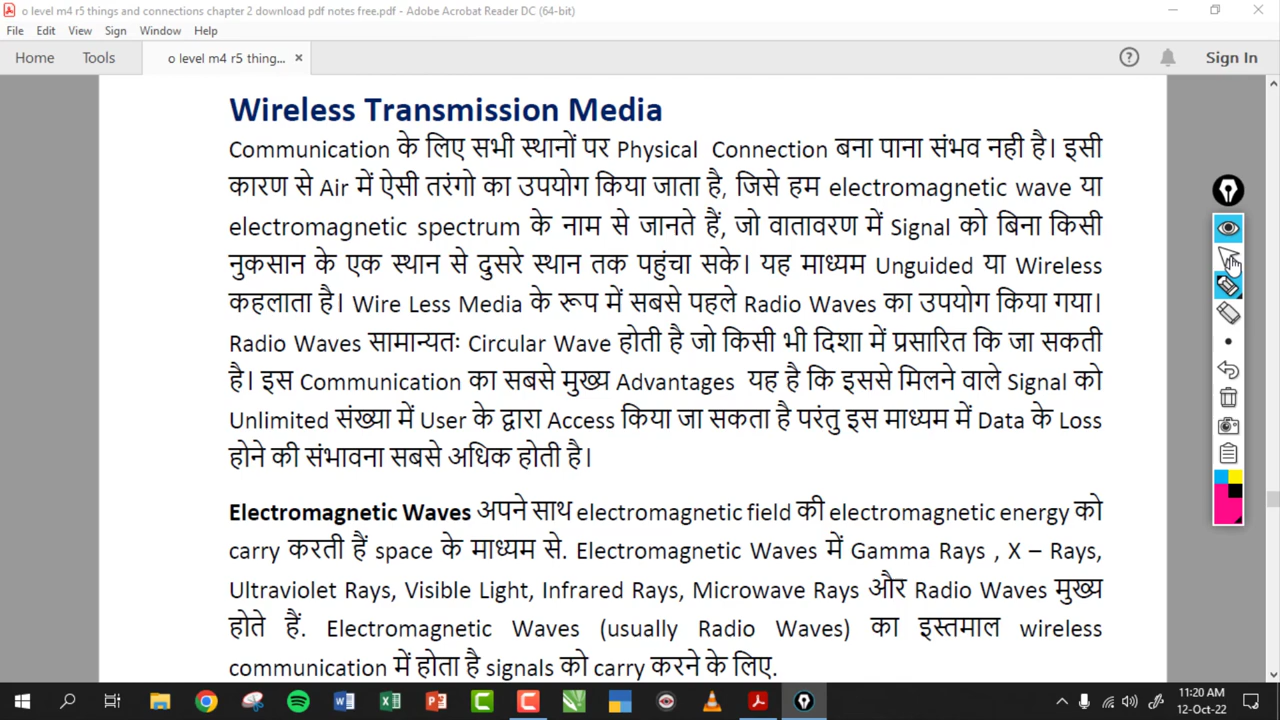 o level m4 r5 things and connections chapter 2 download pdf notes free.pdf - Adobe Acrobat Reader DC (64-bit)
File Edit View Sign Window Help
Home Tools o level m4 r5 thing... × Sign In
Wireless Transmission Media
Communication के लिए सभी स्थानों पर Physical Connection बना पाना संभव नही है। इसी
कारण से Air में ऐसी तरंगो का उपयोग किया जाता है, जिसे हम electromagnetic wave या
electromagnetic spectrum के नाम से जानते हैं, जो वातावरण में Signal को बिना किसी
नुकसान के एक स्थान से दुसरे स्थान तक पहुंचा सके। यह माध्यम Unguided या Wireless
कहलाता है। Wire Less Media के रूप में सबसे पहले Radio Waves का उपयोग किया गया।
Radio Waves सामान्यतः Circular Wave होती है जो किसी भी दिशा में प्रसारित कि जा सकती
है। इस Communication का सबसे मुख्य Advantages यह है कि इससे मिलने वाले Signal को
Unlimited संख्या में User के द्वारा Access किया जा सकता है परंतु इस माध्यम में Data के Loss
होने की संभावना सबसे अधिक होती है।
Electromagnetic Waves अपने साथ electromagnetic field की electromagnetic energy को
carry करती हैं space के माध्यम से. Electromagnetic Waves में Gamma Rays , X – Rays,
Ultraviolet Rays, Visible Light, Infrared Rays, Microwave Rays और Radio Waves मुख्य
होते हैं. Electromagnetic Waves (usually Radio Waves) का इस्तमाल wireless
communication में होता है signals को carry करने के लिए.
11:20 AM
12-Oct-22